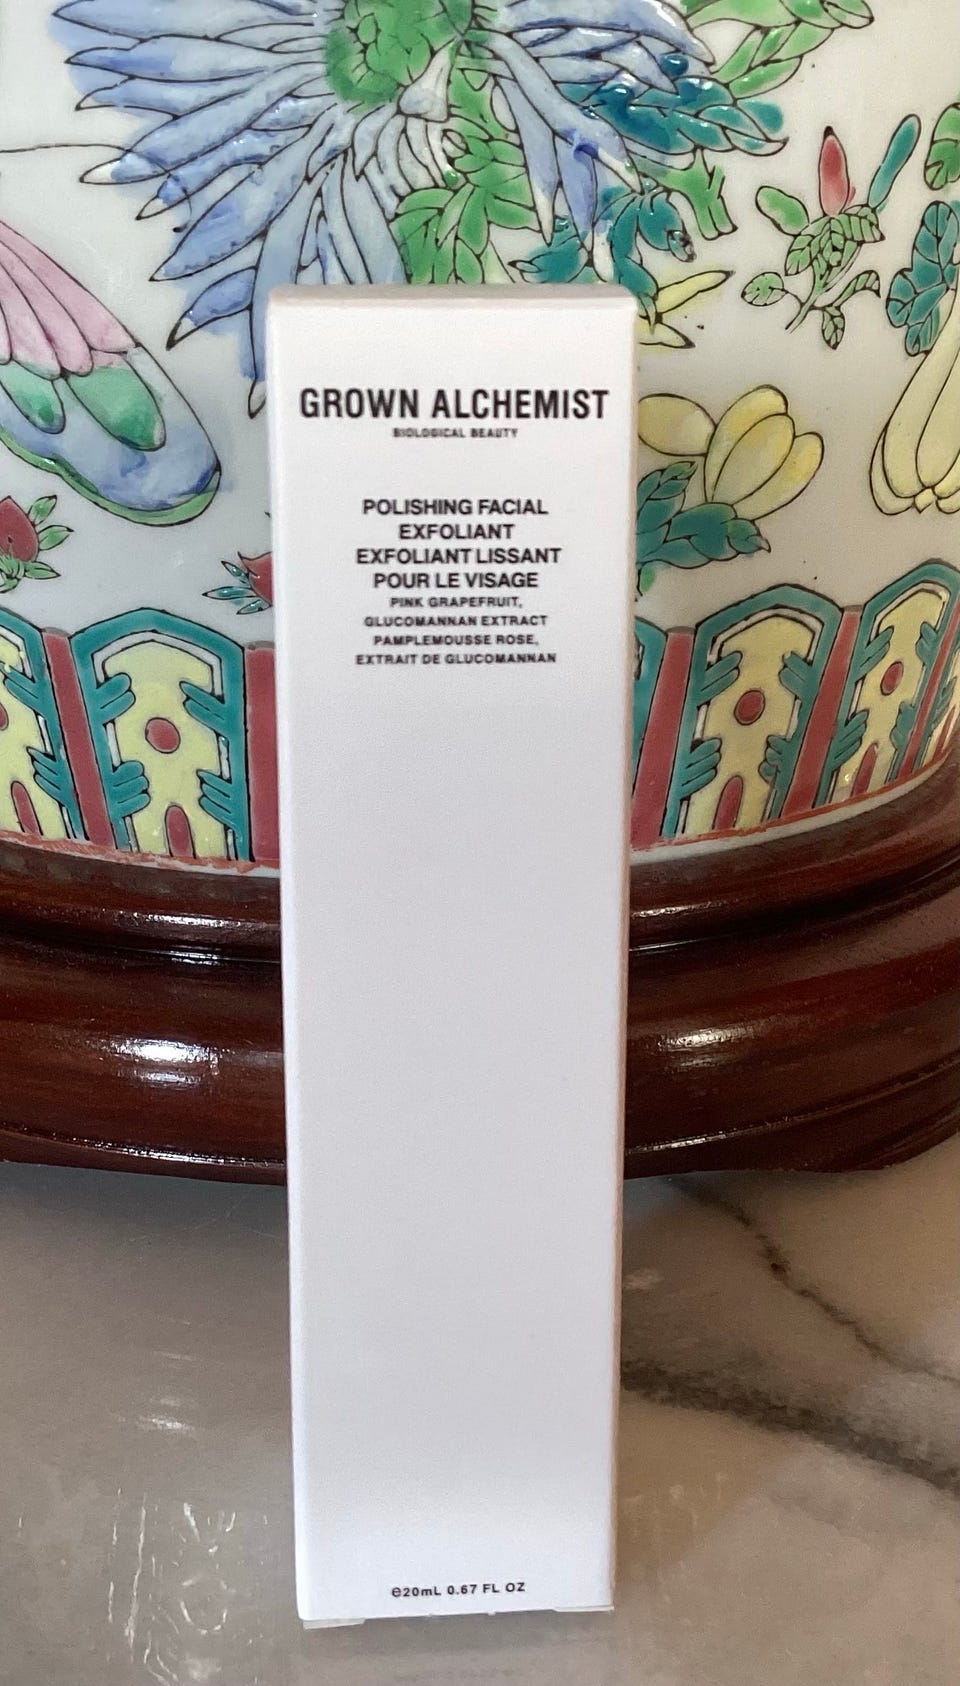 GROWN ALCHEMIST
BIOLOGICAL BEAUTY
POLISHING FACIAL
EXFOLIANT
EXFOLIANT LISSANT
POUR LE VISAGE
PINK GRAPEFRUIT,
GLUCOMANNAN EXTRACT
PAMPLEMOUSSE ROSE,
EXTRAIT DE GLUCOMANNAN
℮20mL 0.67 FL OZ